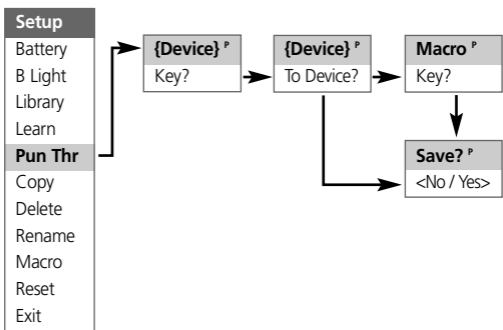 Setup
Battery
B Light
Library
Learn
Pun Thr
Copy
Delete
Rename
Macro
Reset
Exit
{Device} P
Key?
{Device} P
To Device?
Macro P
Key?
Save? P
<No / Yes>